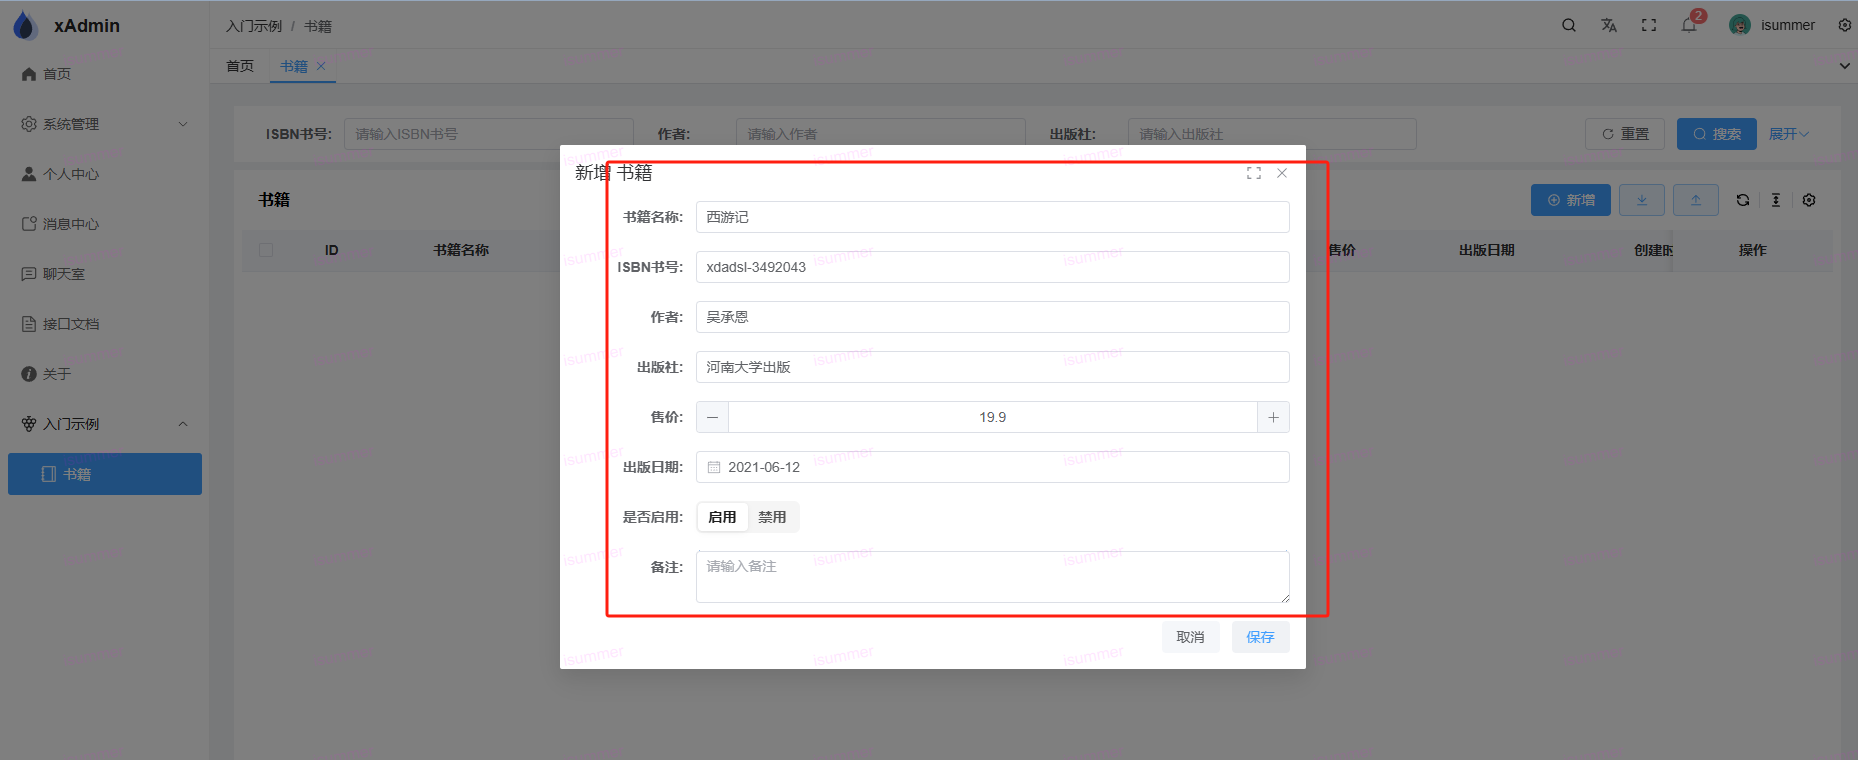 xAdmin
入门示例 / 书籍
2
isummer
首页
书籍
首页
系统管理
个人中心
消息中心
聊天室
接口文档
关于
入门示例
书籍
ISBN书号: 请输入ISBN书号
作者: 请输入作者
出版社: 请输入出版社
重置
搜索
展开
书籍
新增
ID 书籍名称 售价 出版日期 创建时 操作
新增 书籍
书籍名称: 西游记
ISBN书号: xdadsl-3492043
作者: 吴承恩
出版社: 河南大学出版
售价: 19.9
出版日期: 2021-06-12
是否启用: 启用 禁用
备注: 请输入备注
取消 保存